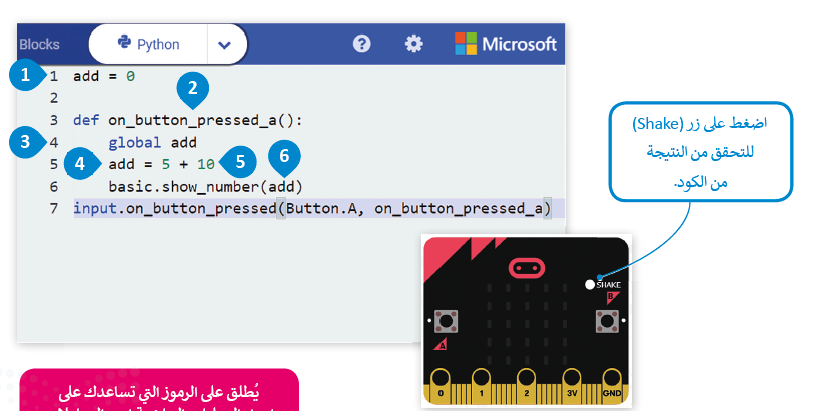 Blocks Python ? Microsoft
1 1 add = 0
2
2
3 def on_button_pressed_a():
3 4 global add
4 5 add = 5 + 10 5
6
6 basic.show_number(add)
7 input.on_button_pressed(Button.A, on_button_pressed_a)
اضغط على زر (Shake)
للتحقق من النتيجة
من الكود.
SHAKE
B
A
0 1 2 3V GND
يُطلق على الرموز التي تساعدك على